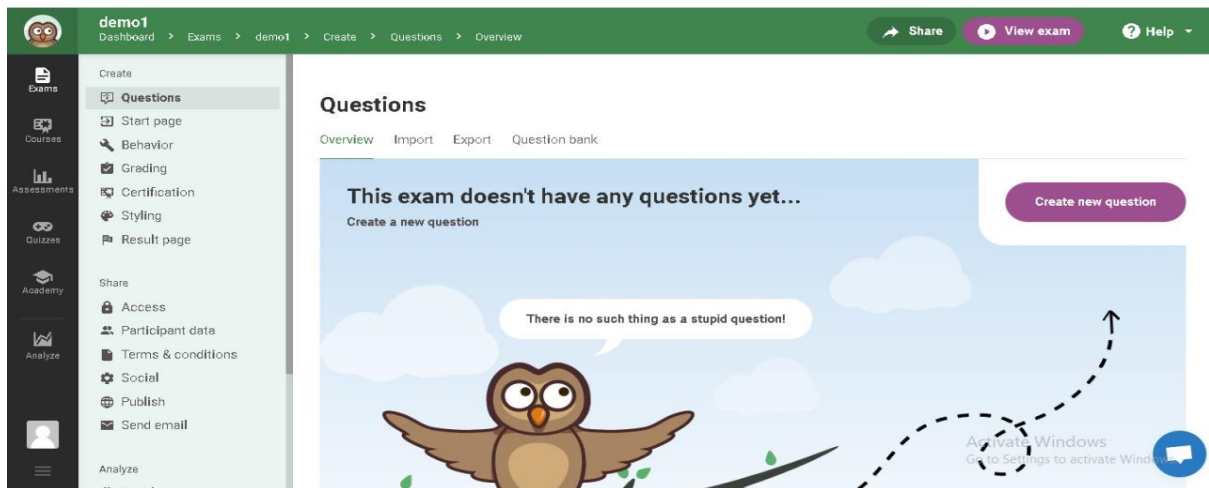 demo1
Dashboard > Exams > demo1 > Create > Questions > Overview
Share
View exam
Help
Exams
Courses
Assessments
Quizzes
Academy
Analyze
Create
Questions
Start page
Behavior
Grading
Certification
Styling
Result page
Share
Access
Participant data
Terms & conditions
Social
Publish
Send email
Analyze
Questions
Overview Import Export Question bank
This exam doesn't have any questions yet...
Create a new question
Create new question
There is no such thing as a stupid question!
Activate Windows
Go to Settings to activate Windows